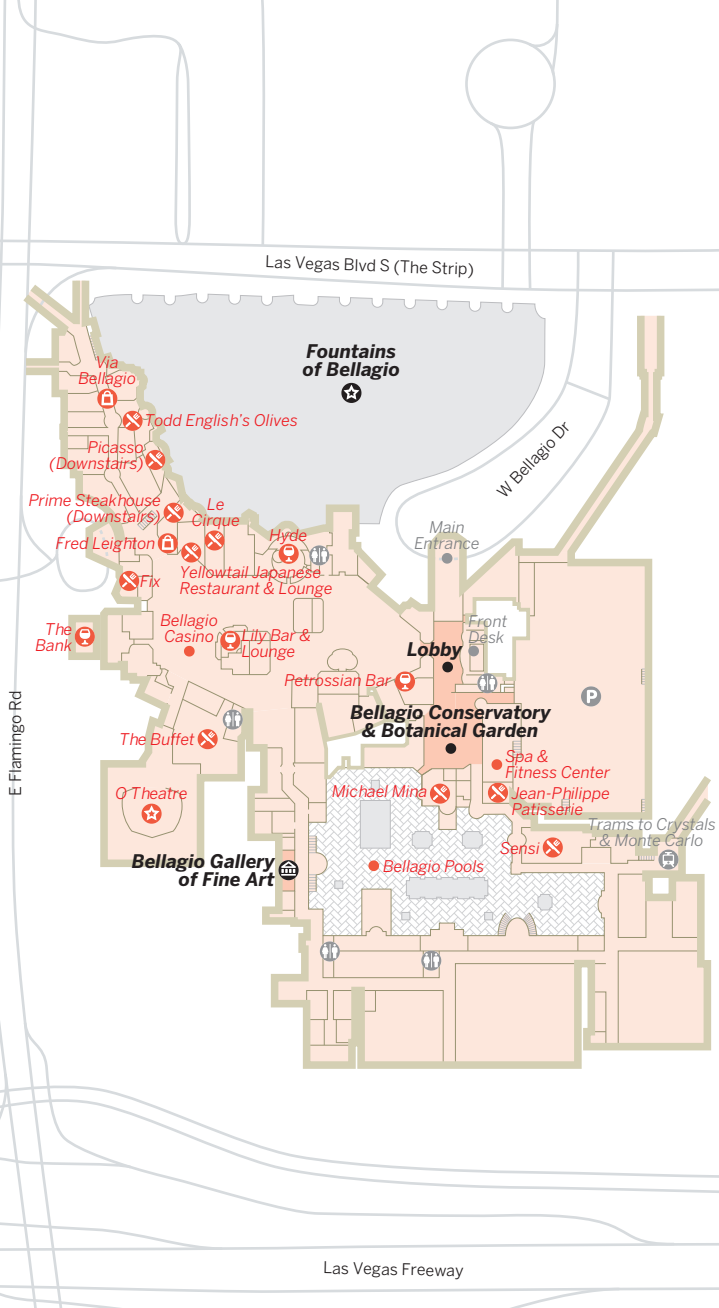 Las Vegas Blvd S (The Strip)
Fountains
of Bellagio
Via
Bellagio
Todd English's Olives
Picasso
(Downstairs)
W Bellagio Dr
Prime Steakhouse
(Downstairs)
Le
Cirque
Fred Leighton
Hyde
Main
Entrance
Yellowtail Japanese
Restaurant & Lounge
Fix
The
Bank
Bellagio
Casino
Lily Bar &
Lounge
Front
Desk
Lobby
Petrossian Bar
P
E Flamingo Rd
Bellagio Conservatory
& Botanical Garden
The Buffet
Spa &
Fitness Center
O Theatre
Michael Mina
Jean-Philippe
Patisserie
Trams to Crystals
& Monte Carlo
Sensi
Bellagio Gallery
of Fine Art
Bellagio Pools
Las Vegas Freeway